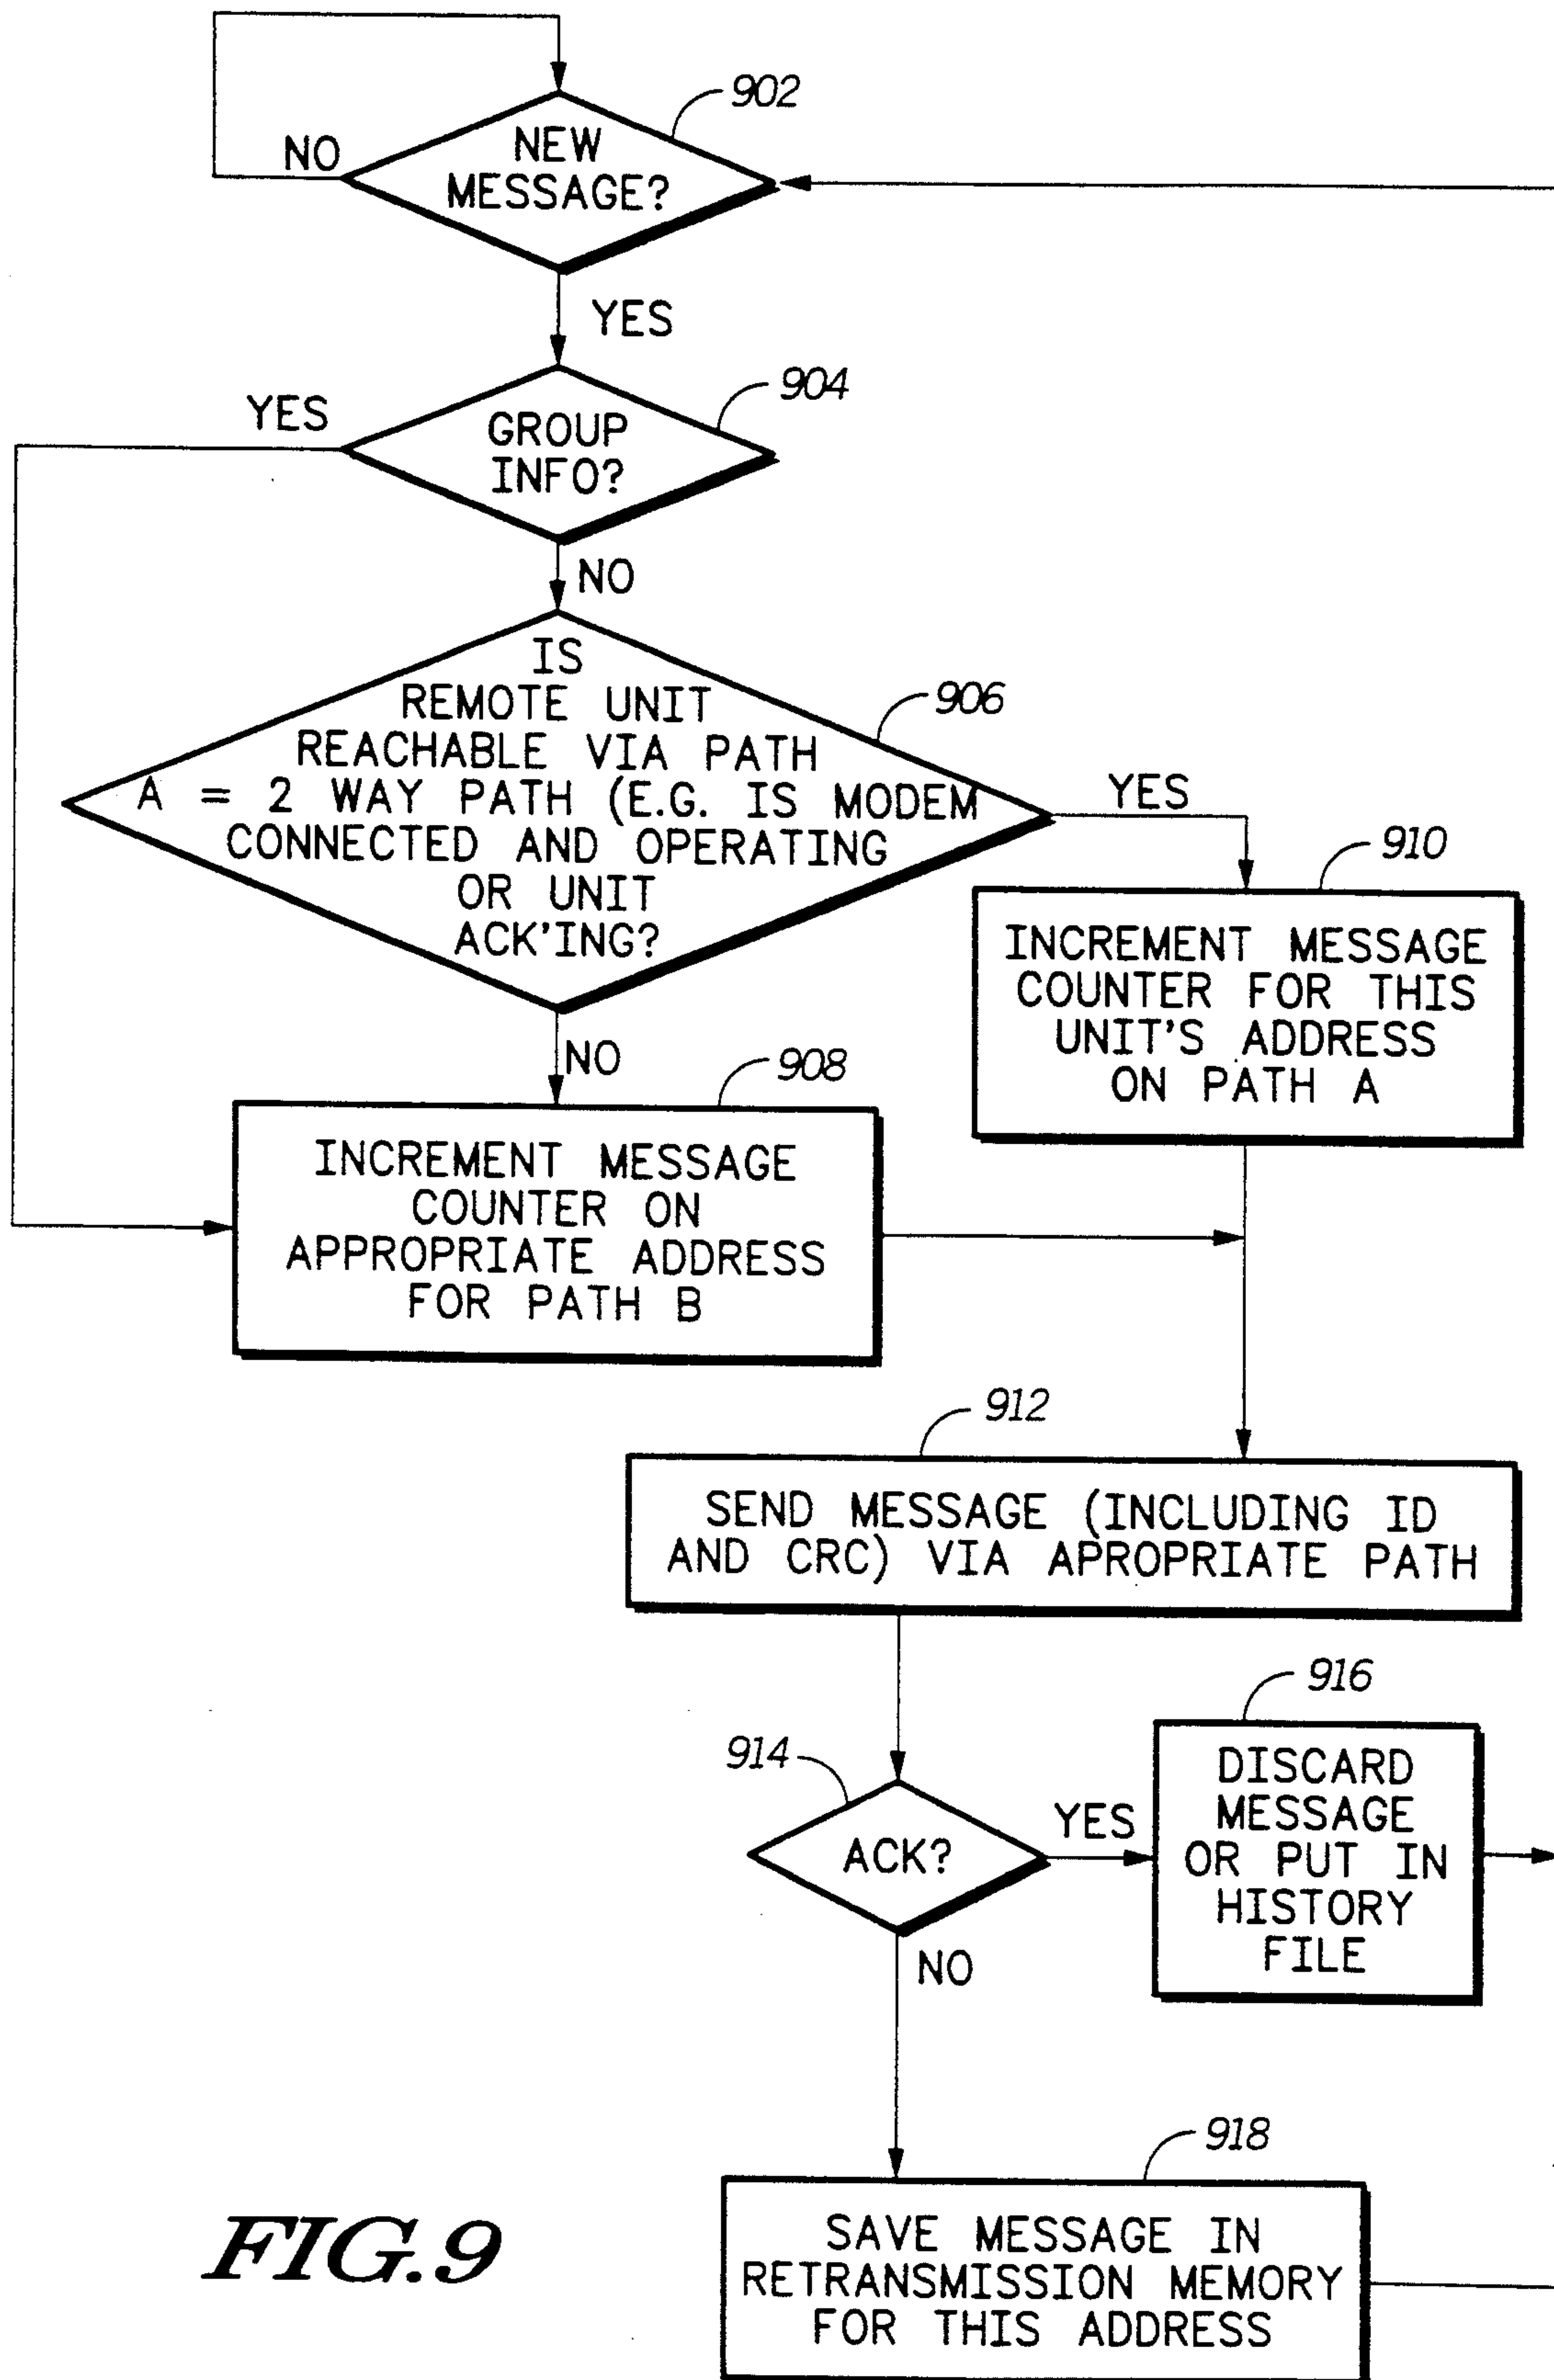 902
NO
NEW
MESSAGE?
YES
904
YES
GROUP
INFO?
NO
IS
REMOTE UNIT
906
REACHABLE VIA PATH
A = 2 WAY PATH (E.G. IS MODEM
YES
CONNECTED AND OPERATING
OR UNIT
ACK'ING?
910
INCREMENT MESSAGE
COUNTER FOR THIS
UNIT'S ADDRESS
ON PATH A
NO
908
INCREMENT MESSAGE
COUNTER ON
APPROPRIATE ADDRESS
FOR PATH B
912
SEND MESSAGE (INCLUDING ID
AND CRC) VIA APROPRIATE PATH
914
ACK?
YES
916
DISCARD
MESSAGE
OR PUT IN
HISTORY
FILE
NO
918
SAVE MESSAGE IN
RETRANSMISSION MEMORY
FOR THIS ADDRESS
FIG.9